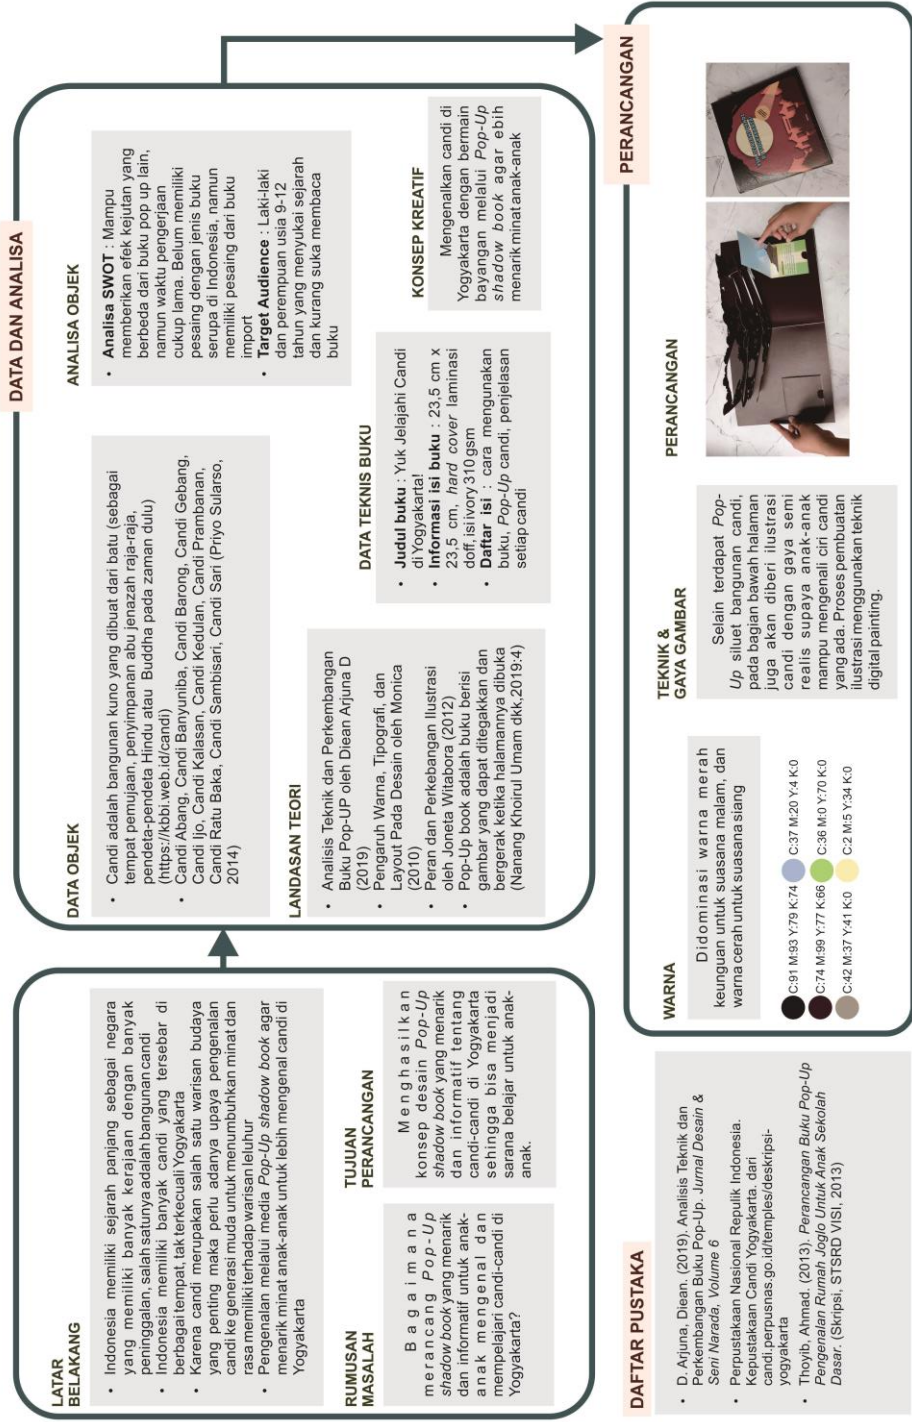 LATAR
BELAKANG
• Indonesia memiliki sejarah panjang sebagai negara
yang memiliki banyak kerajaan dengan banyak
peninggalan, salah satunya adalah bangunan candi
• Indonesia memiliki banyak candi yang tersebar di
berbagai tempat, tak terkecuali Yogyakarta
• Karena candi merupakan salah satu warisan budaya
yang penting maka perlu adanya upaya pengenalan
candi ke generasi muda untuk menumbuhkan minat dan
rasa memiliki terhadap warisan leluhur
• Pengenalan melalui media Pop-Up shadow book agar
menarik minat anak-anak untuk lebih mengenal candi di
Yogyakarta
RUMUSAN
MASALAH
Bagaimana
merancang Pop-Up
shadow book yang menarik
dan informatif untuk anak-
anak mengenal dan
mempelajari candi-candi di
Yogyakarta?
TUJUAN
PERANCANGAN
Menghasilkan
konsep desain Pop-Up
shadow book yang menarik
dan informatif tentang
candi-candi di Yogyakarta
sehingga bisa menjadi
sarana belajar untuk anak-
anak.
DATA DAN ANALISA
DATA OBJEK
• Candi adalah bangunan kuno yang dibuat dari batu (sebagai
tempat pemujaan, penyimpanan abu jenazah raja-raja,
pendeta-pendeta Hindu atau Buddha pada zaman dulu)
(https://kbbi.web.id/candi)
• Candi Abang, Candi Banyuniba, Candi Barong, Candi Gebang,
Candi Ijo, Candi Kalasan, Candi Kedulan, Candi Prambanan,
Candi Ratu Baka, Candi Sambisari, Candi Sari (Priyo Sularso,
2014)
ANALISA OBJEK
• Analisa SWOT : Mampu
memberikan efek kejutan yang
berbeda dari buku pop up lain,
namun waktu pengerjaan
cukup lama. Belum memiliki
pesaing dengan jenis buku
serupa di Indonesia, namun
memiliki pesaing dari buku
import
• Target Audience : Laki-laki
dan perempuan usia 9-12
tahun yang menyukai sejarah
dan kurang suka membaca
buku
LANDASAN TEORI
• Analisis Teknik dan Perkembangan
Buku Pop-UP oleh Diean Arjuna D
(2019)
• Pengaruh Warna, Tipografi, dan
Layout Pada Desain oleh Monica
(2010)
• Peran dan Perkebangan Ilustrasi
oleh Joneta Witabora (2012)
• Pop-Up book adalah buku berisi
gambar yang dapat ditegakkan dan
bergerak ketika halamannya dibuka
(Nanang Khoirul Umam dkk,2019:4)
DATA TEKNIS BUKU
• Judul buku : Yuk Jelajahi Candi
di Yogyakarta!
• Informasi isi buku : 23,5 cm x
23,5 cm, hard cover laminasi
doff, isi ivory 310 gsm
• Daftar isi : cara mengunakan
buku, Pop-Up candi, penjelasan
setiap candi
KONSEP KREATIF
Mengenalkan candi di
Yogyakarta dengan bermain
bayangan melalui Pop-Up
shadow book agar ebih
menarik minat anak-anak
DAFTAR PUSTAKA
• D. Arjuna, Diean. (2019). Analisis Teknik dan
Perkembangan Buku Pop-Up. Jurnal Desain &
Seni Narada, Volume 6
• Perpustakaan Nasional Repulik Indonesia.
Kepustakaan Candi Yogyakarta. dari
candi.perpusnas.go.id/temples/deskripsi-
yogyakarta
• Thoyib, Ahmad. (2013). Perancangan Buku Pop-Up
Pengenalan Rumah Joglo Untuk Anak Sekolah
Dasar. (Skripsi, STSRD VISI, 2013)
PERANCANGAN
WARNA
Didominasi warna merah
keunguan untuk suasana malam, dan
warna cerah untuk suasana siang
C:91 M:93 Y:79 K:74 C:37 M:20 Y:4 K:0
C:74 M:99 Y:77 K:66 C:36 M:0 Y:70 K:0
C:42 M:37 Y:41 K:0 C:2 M:5 Y:34 K:0
TEKNIK &
GAYA GAMBAR
Selain terdapat Pop-
Up siluet bangunan candi,
pada bagian bawah halaman
juga akan diberi ilustrasi
candi dengan gaya semi
realis supaya anak-anak
mampu mengenali ciri candi
yang ada. Proses pembuatan
ilustrasi menggunakan teknik
digital painting.
PERANCANGAN